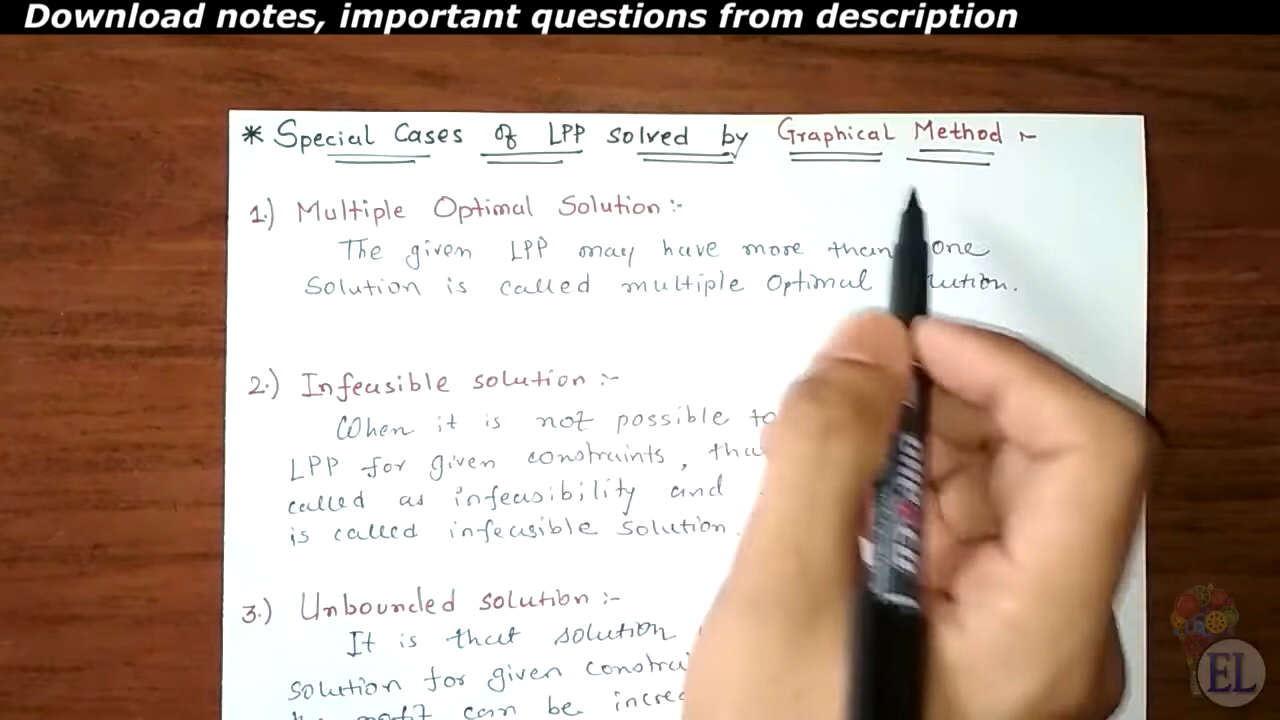 Download notes, important questions from description
* Special Cases of LPP solved by Graphical Method :-
1.) Multiple Optimal Solution :-
The given LPP may have more than one
Solution is called multiple Optimal lution.
2.) Infeasible solution :-
When it is not possible to
LPP for given constraints,
called as infeasibility and
is called infeasible solution.
3.) Unbounded solution :-
It is that solution
solution for given
can be
EL